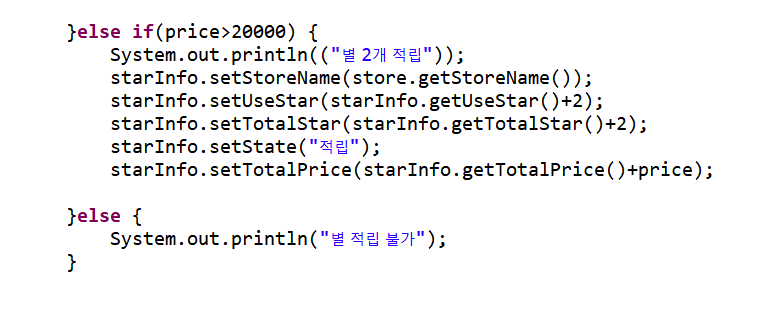 }else if(price>20000) {
System.out.println(("별 2개 적립"));
starInfo.setStoreName(store.getStoreName());
starInfo.setUseStar(starInfo.getUseStar()+2);
starInfo.setTotalStar(starInfo.getTotalStar()+2);
starInfo.setState("적립");
starInfo.setTotalPrice(starInfo.getTotalPrice()+price);
}else {
System.out.println("별 적립 불가");
}